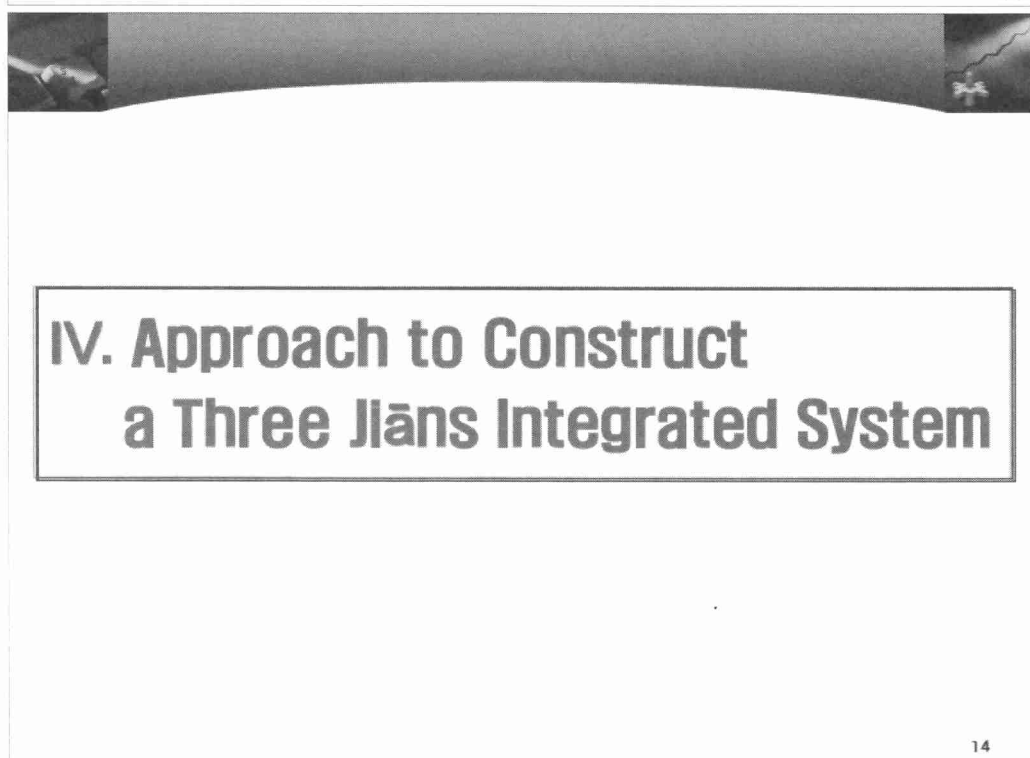 IV. Approach to Construct
a Three Jiāns Integrated System
14